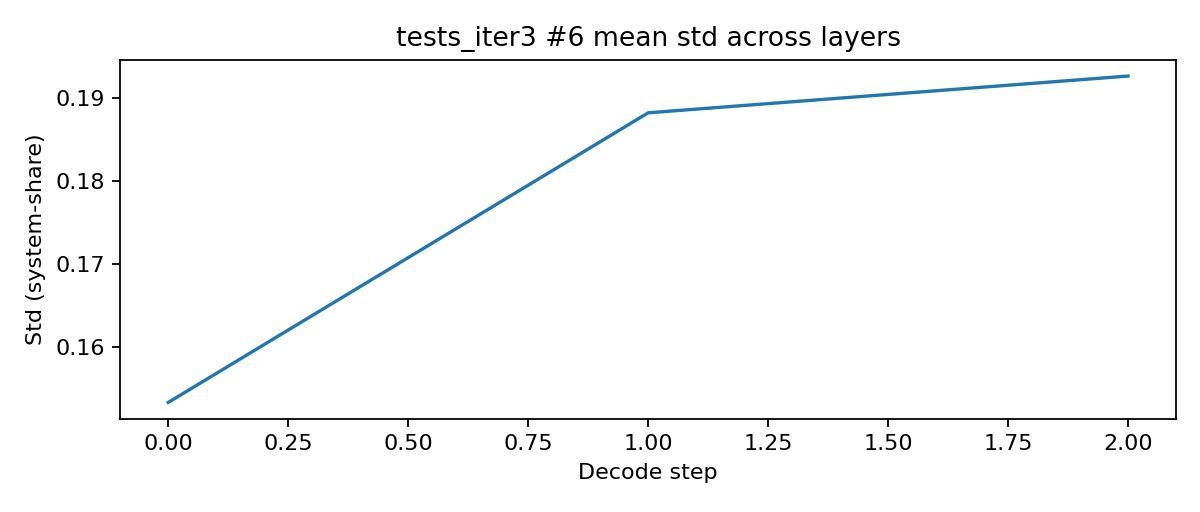 tests_iter3 #6 mean std across layers
Std (system-share)
0.19
0.18
0.17
0.16
0.00 0.25 0.50 0.75 1.00 1.25 1.50 1.75 2.00
Decode step